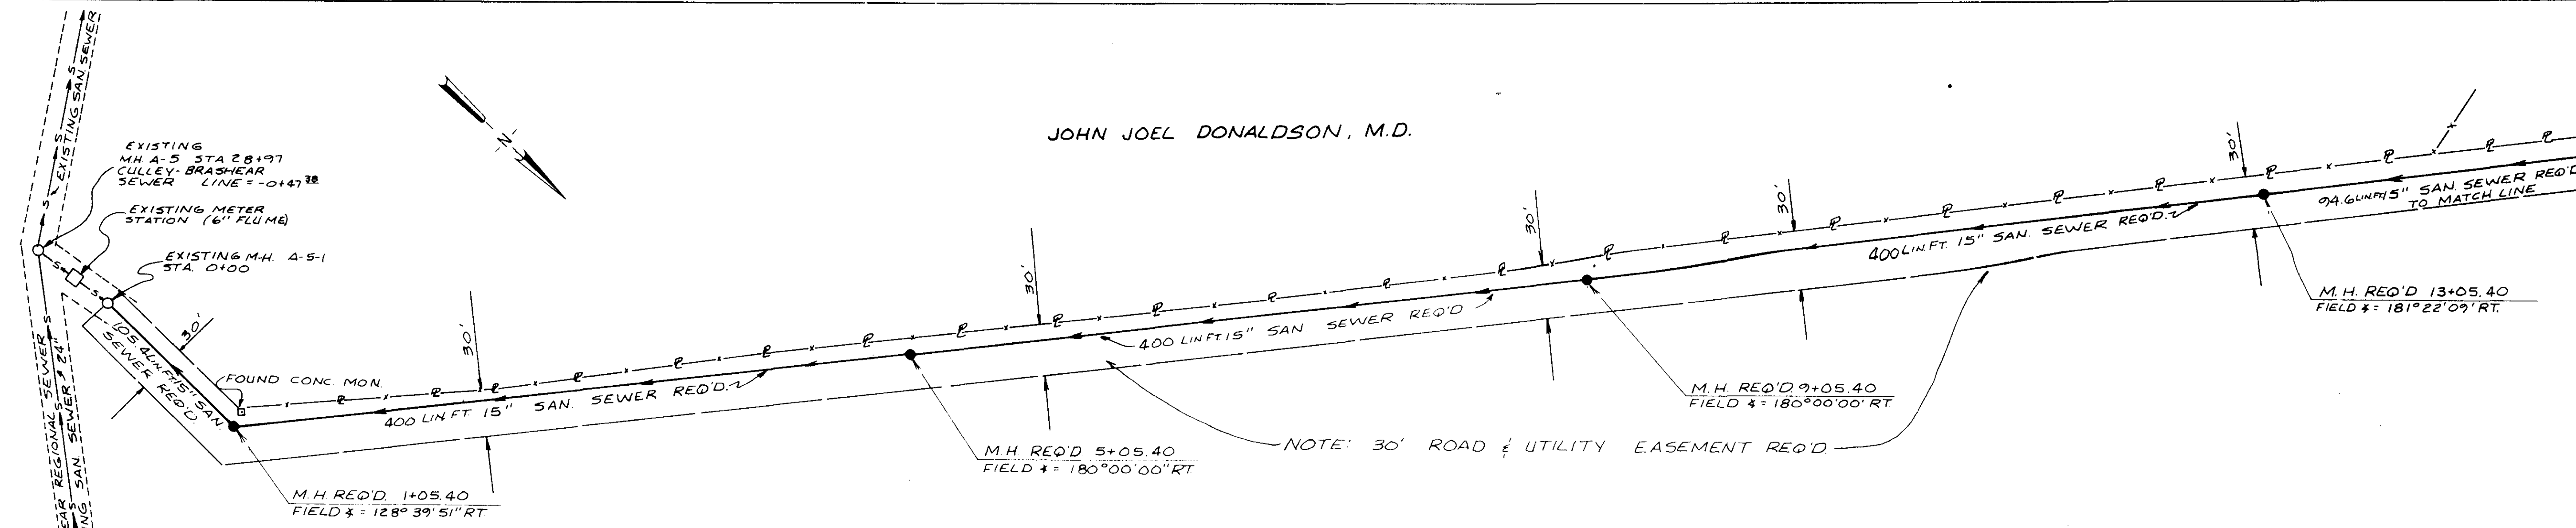 EXISTING SAN. SEWER
S
S
S
EXISTING
M.H. A-5 STA 28+97
CULLEY-BRASHEAR
SEWER LINE = -0+47 38
EXISTING METER
STATION (6" FLUME)
EXISTING M.H. A-5-1
STA. 0+00
S
S
N
JOHN JOEL DONALDSON, M.D.
30'
30'
30'
30'
30'
30'
105.4 LIN.FT. 15" SAN.
SEWER REQ'D.
FOUND CONC. MON.
400 LIN FT. 15" SAN. SEWER REQ'D.
400 LIN FT 15" SAN SEWER REQ'D
400 LIN.FT. 15" SAN. SEWER REQ'D.
94.6 LIN.FT. 15" SAN. SEWER REQ'D
TO MATCH LINE
M.H. REQ'D. 1+05.40
FIELD ∡ = 128° 39' 51" RT.
M.H. REQ'D 5+05.40
FIELD ∡ = 180°00'00" RT
M.H. REQ'D 9+05.40
FIELD ∡ = 180°00'00' RT.
M.H. REQ'D 13+05.40
FIELD ∡ = 181°22'09" RT.
NOTE: 30' ROAD & UTILITY EASEMENT REQ'D.
EAR REGIONAL SEWER
S
S
S
ING SAN. SEWER 24"